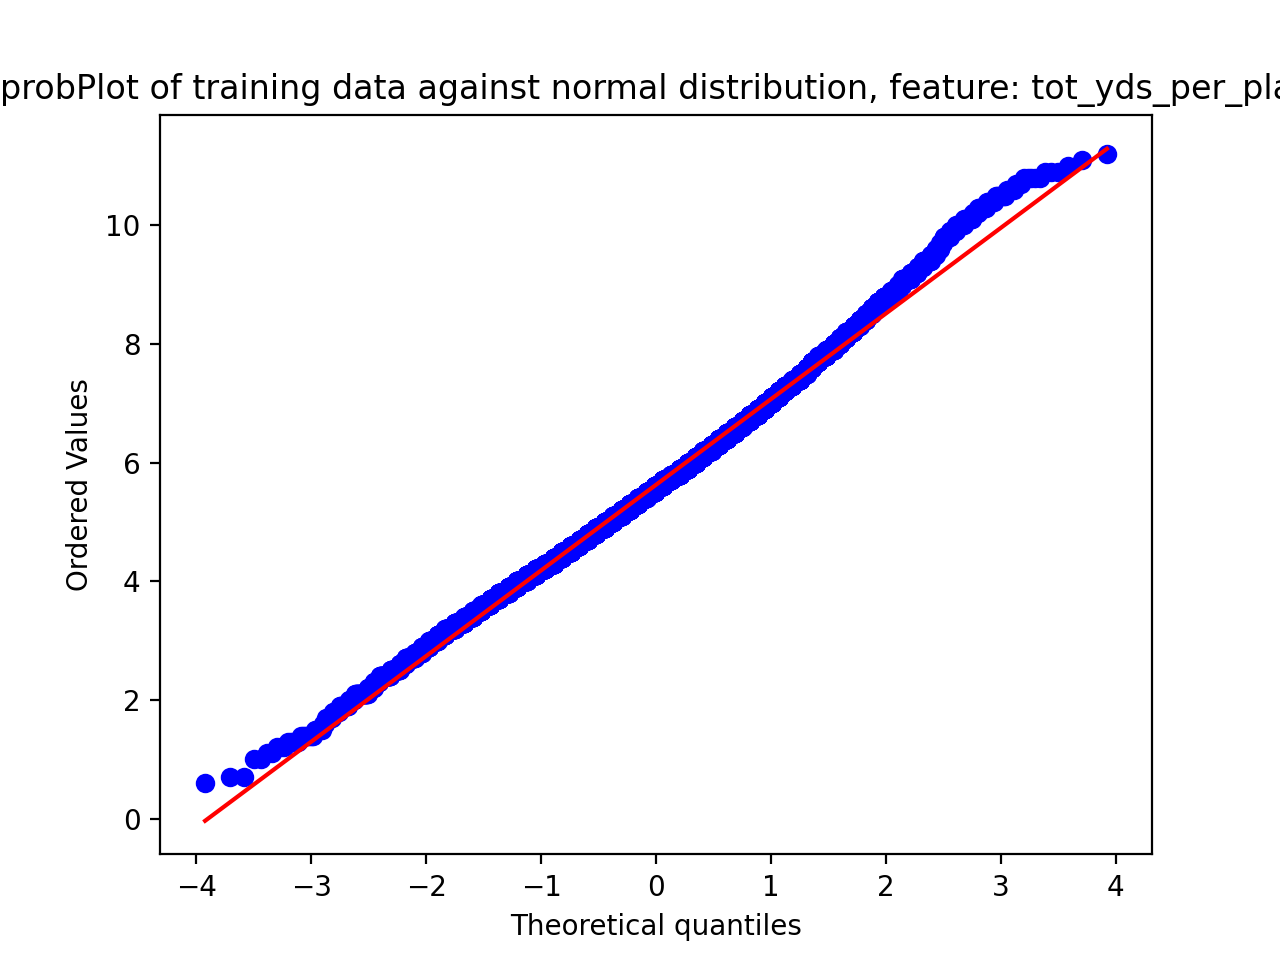 probPlot of training data against normal distribution, feature: tot_yds_per_pla
10
8
6
4
2
0
Ordered Values
−4 −3 −2 −1 0 1 2 3 4
Theoretical quantiles